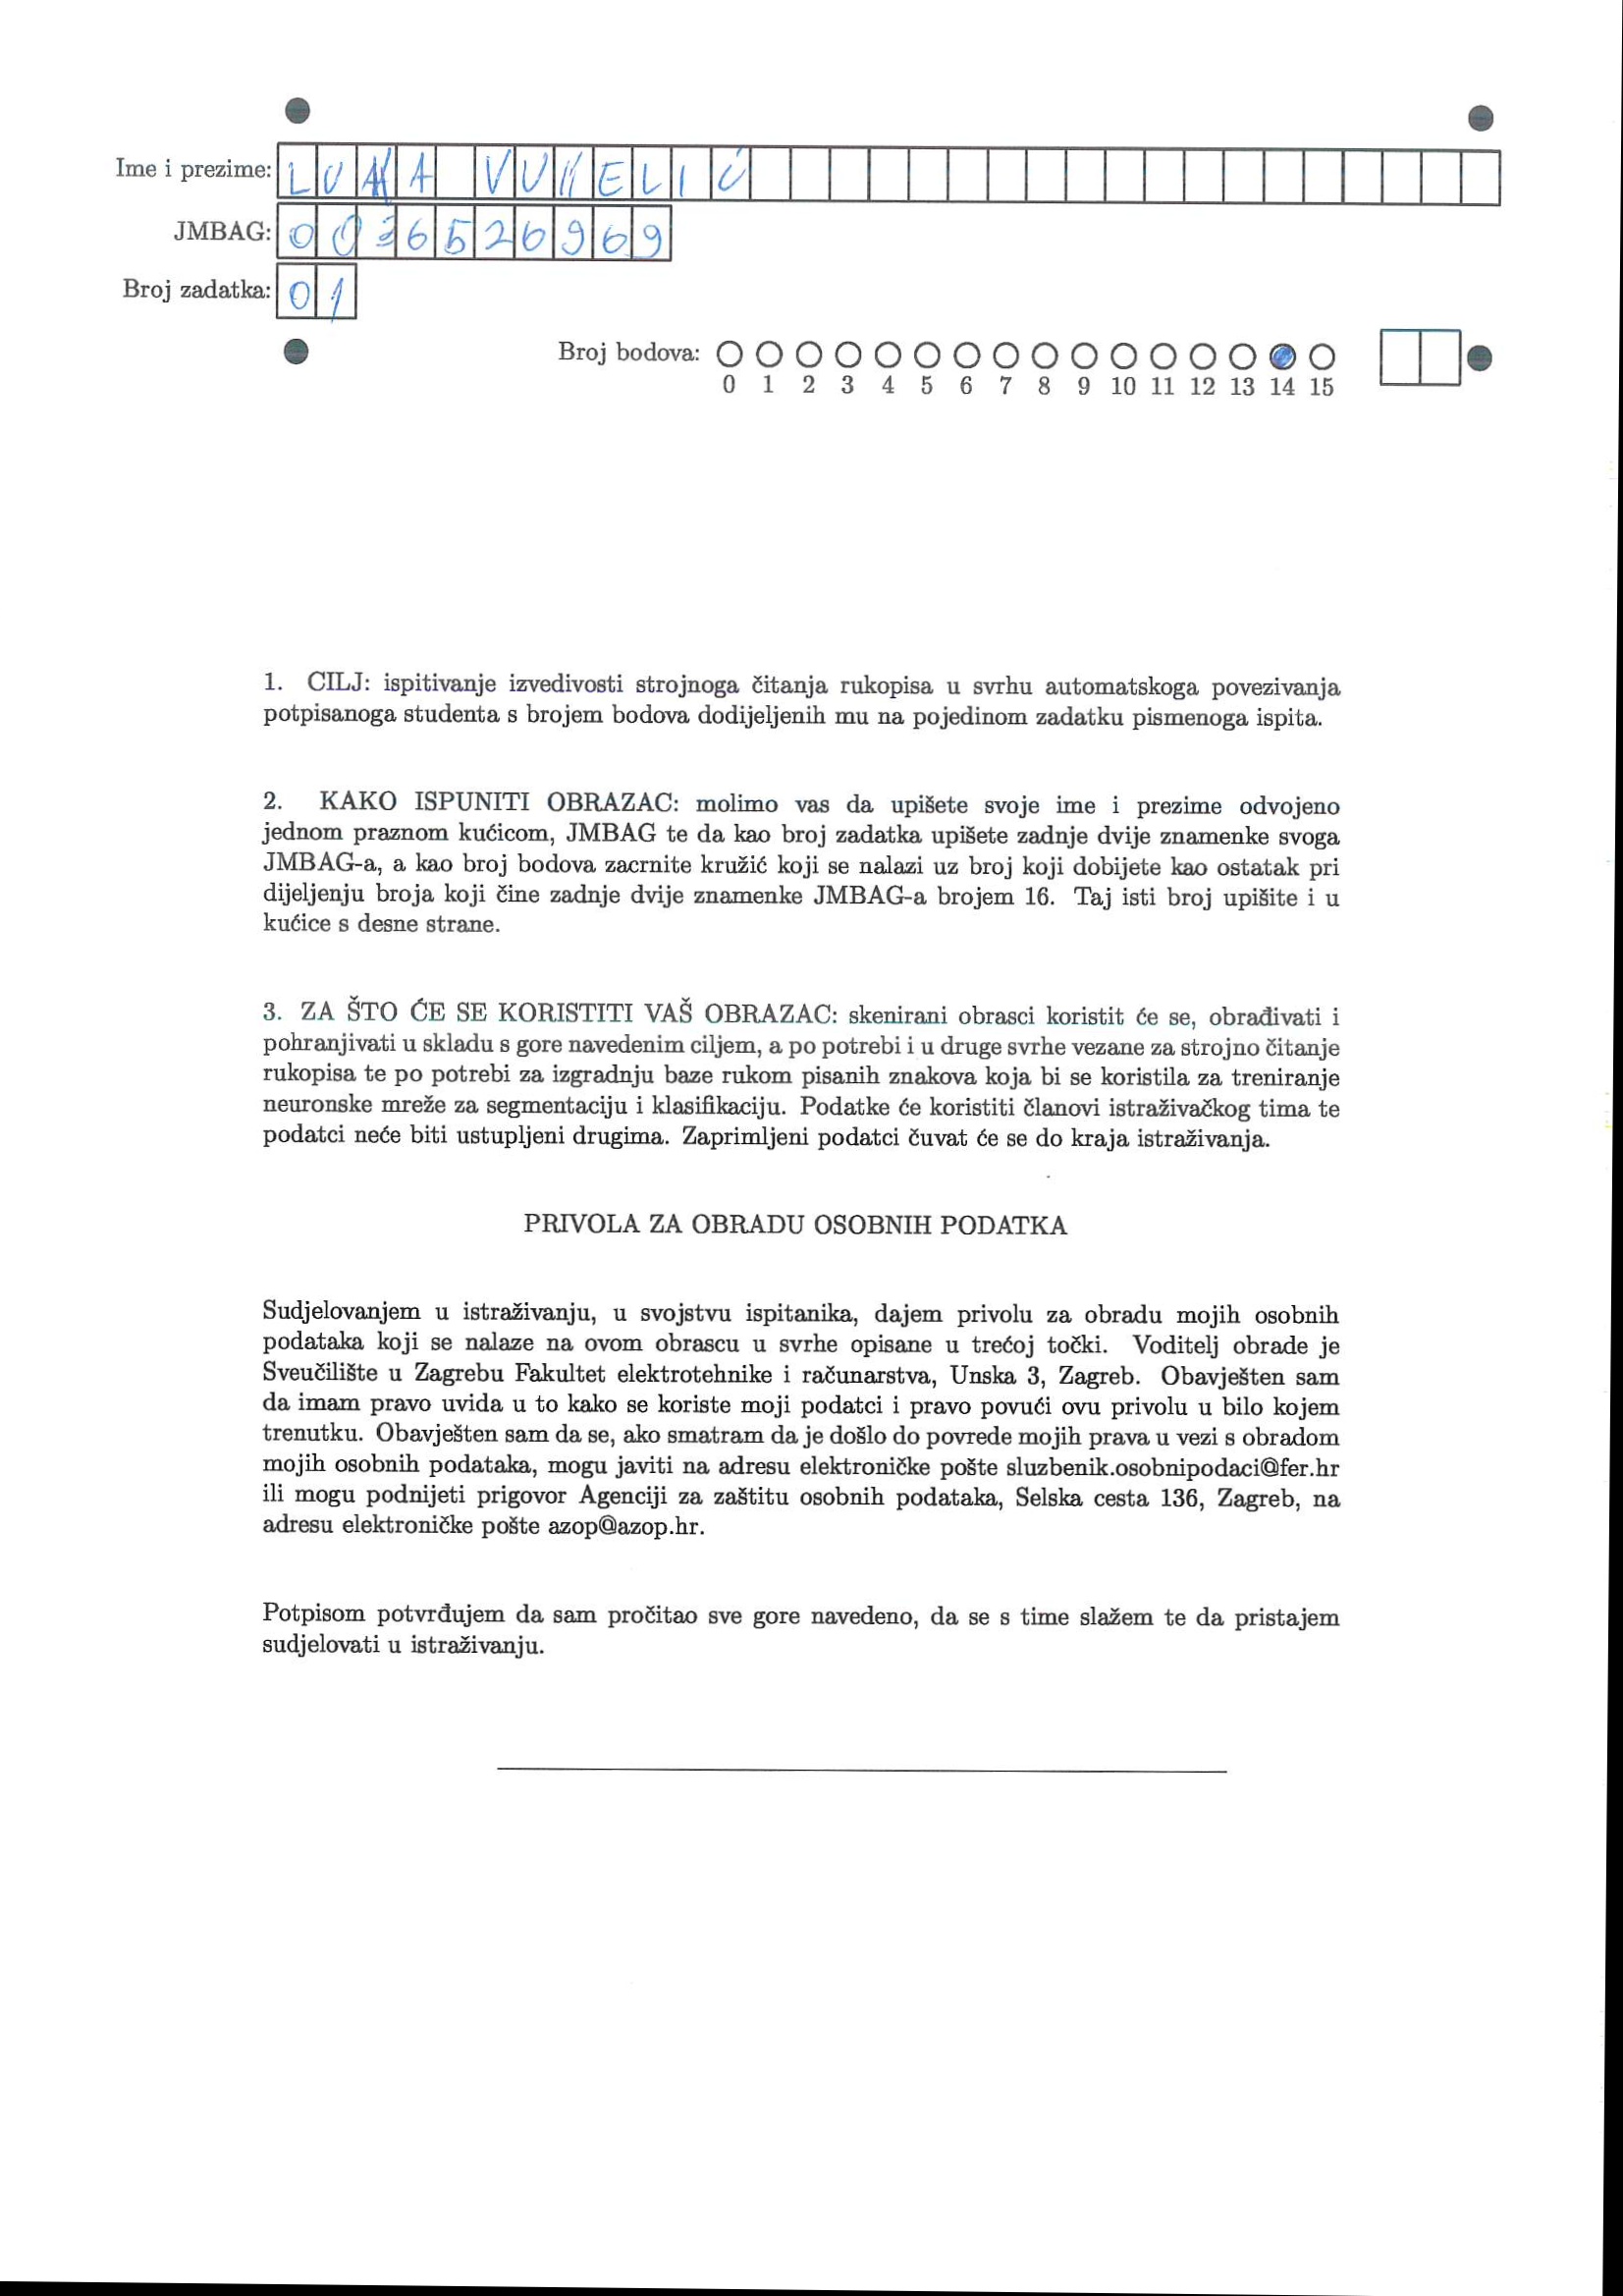 Ime i prezime: LUKA VUKELIĆ
JMBAG: 0036526969
Broj zadatka: 01
Broj bodova:
0 1 2 3 4 5 6 7 8 9 10 11 12 13 14 15
1. CILJ: ispitivanje izvedivosti strojnoga čitanja rukopisa u svrhu automatskoga povezivanja
potpisanoga studenta s brojem bodova dodijeljenih mu na pojedinom zadatku pismenoga ispita.
2. KAKO ISPUNITI OBRAZAC: molimo vas da upišete svoje ime i prezime odvojeno
jednom praznom kućicom, JMBAG te da kao broj zadatka upišete zadnje dvije znamenke svoga
JMBAG-a, a kao broj bodova zacrnite kružić koji se nalazi uz broj koji dobijete kao ostatak pri
dijeljenju broja koji čine zadnje dvije znamenke JMBAG-a brojem 16. Taj isti broj upišite i u
kućice s desne strane.
3. ZA ŠTO ĆE SE KORISTITI VAŠ OBRAZAC: skenirani obrasci koristit će se, obrađivati i
pohranjivati u skladu s gore navedenim ciljem, a po potrebi i u druge svrhe vezane za strojno čitanje
rukopisa te po potrebi za izgradnju baze rukom pisanih znakova koja bi se koristila za treniranje
neuronske mreže za segmentaciju i klasifikaciju. Podatke će koristiti članovi istraživačkog tima te
podatci neće biti ustupljeni drugima. Zaprimljeni podatci čuvat će se do kraja istraživanja.
PRIVOLA ZA OBRADU OSOBNIH PODATKA
Sudjelovanjem u istraživanju, u svojstvu ispitanika, dajem privolu za obradu mojih osobnih
podataka koji se nalaze na ovom obrascu u svrhe opisane u trećoj točki. Voditelj obrade je
Sveučilište u Zagrebu Fakultet elektrotehnike i računarstva, Unska 3, Zagreb. Obavješten sam
da imam pravo uvida u to kako se koriste moji podatci i pravo povući ovu privolu u bilo kojem
trenutku. Obavješten sam da se, ako smatram da je došlo do povrede mojih prava u vezi s obradom
mojih osobnih podataka, mogu javiti na adresu elektroničke pošte sluzbenik.osobnipodaci@fer.hr
ili mogu podnijeti prigovor Agenciji za zaštitu osobnih podataka, Selska cesta 136, Zagreb, na
adresu elektroničke pošte azop@azop.hr.
Potpisom potvrđujem da sam pročitao sve gore navedeno, da se s time slažem te da pristajem
sudjelovati u istraživanju.